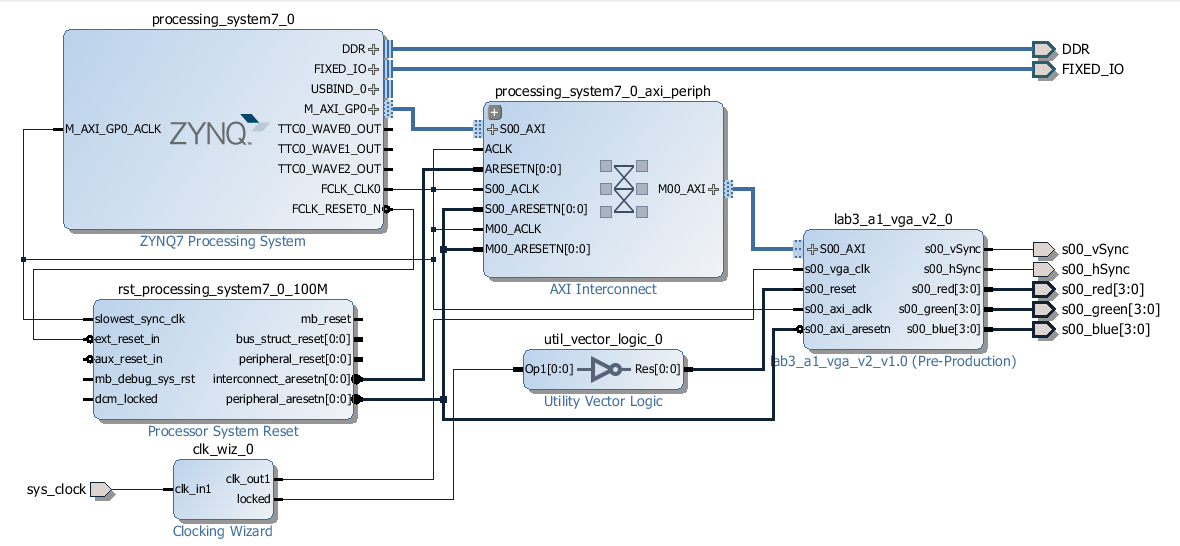 processing_system7_0
DDR
FIXED_IO
USBIND_0
M_AXI_GP0
M_AXI_GP0_ACLK
ZYNQ
TTC0_WAVE0_OUT
TTC0_WAVE1_OUT
TTC0_WAVE2_OUT
FCLK_CLK0
FCLK_RESET0_N
ZYNQ7 Processing System
DDR
FIXED_IO
processing_system7_0_axi_periph
S00_AXI
ACLK
ARESETN[0:0]
S00_ACLK
S00_ARESETN[0:0]
M00_ACLK
M00_ARESETN[0:0]
M00_AXI
AXI Interconnect
lab3_a1_vga_v2_0
S00_AXI
s00_vga_clk
s00_reset
s00_axi_aclk
s00_axi_aresetn
s00_vSync
s00_hSync
s00_red[3:0]
s00_green[3:0]
s00_blue[3:0]
lab3_a1_vga_v2_v1.0 (Pre-Production)
s00_vSync
s00_hSync
s00_red[3:0]
s00_green[3:0]
s00_blue[3:0]
rst_processing_system7_0_100M
slowest_sync_clk
ext_reset_in
aux_reset_in
mb_debug_sys_rst
dcm_locked
mb_reset
bus_struct_reset[0:0]
peripheral_reset[0:0]
interconnect_aresetn[0:0]
peripheral_aresetn[0:0]
Processor System Reset
util_vector_logic_0
Op1[0:0]
Res[0:0]
Utility Vector Logic
clk_wiz_0
sys_clock
clk_in1
clk_out1
locked
Clocking Wizard